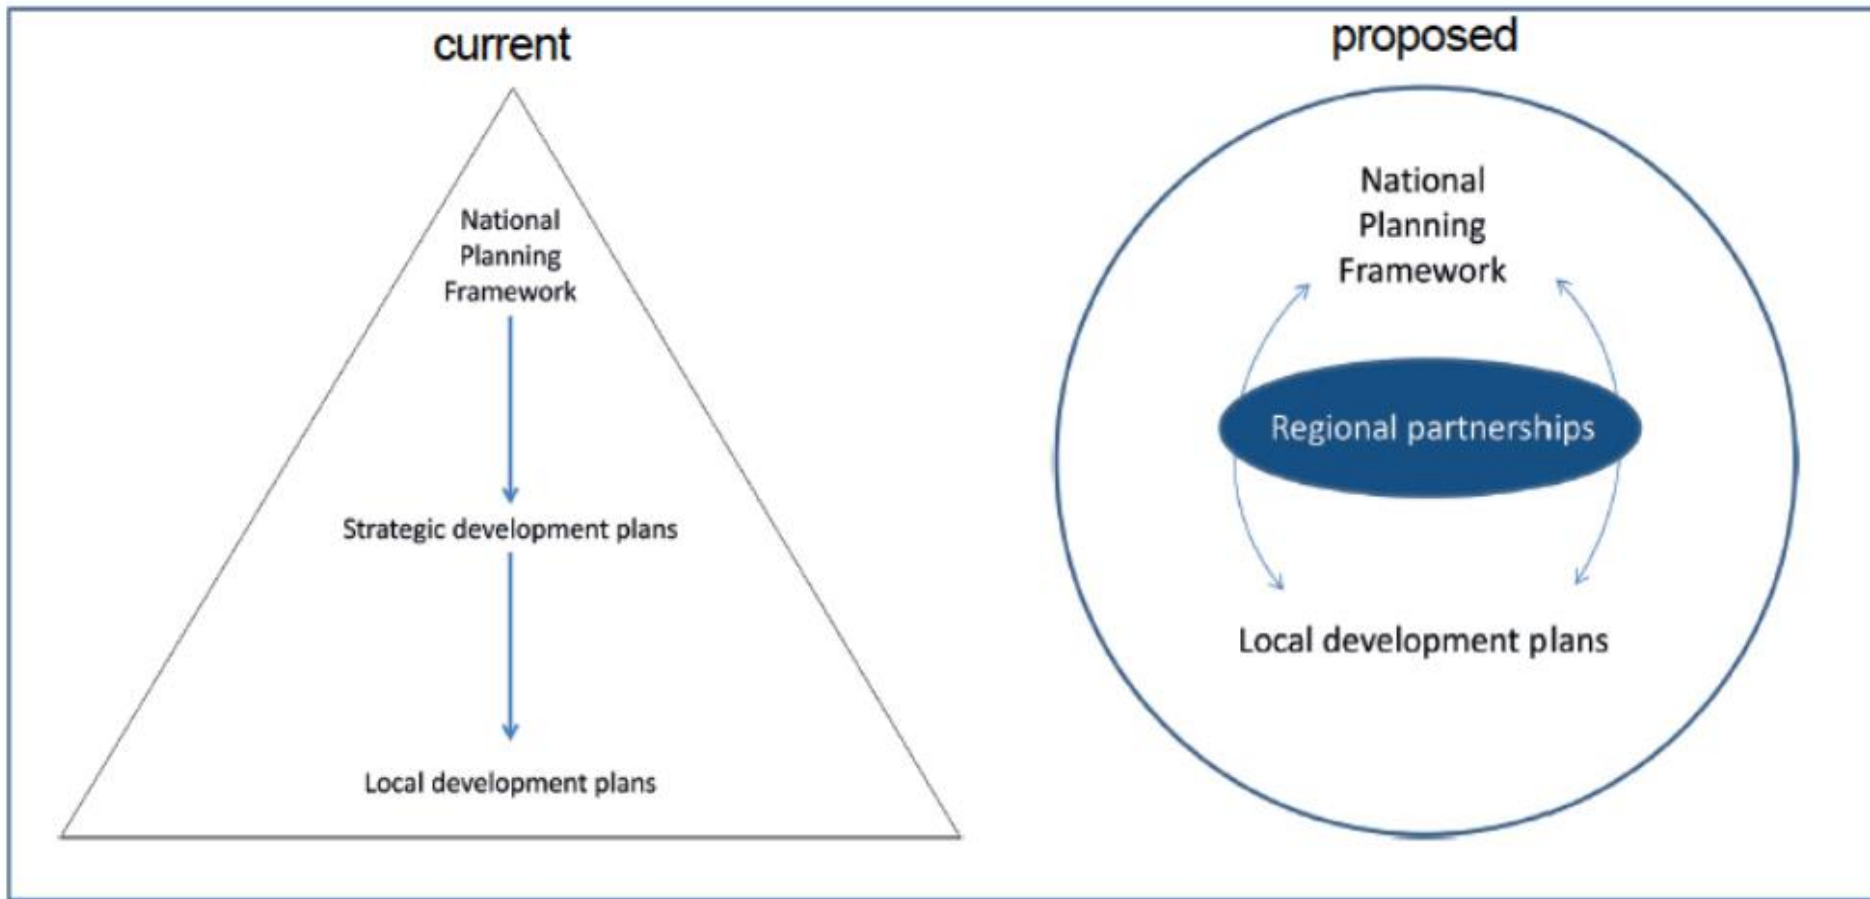 current
National
Planning
Framework
Strategic development plans
Local development plans
proposed
National
Planning
Framework
Regional partnerships
Local development plans